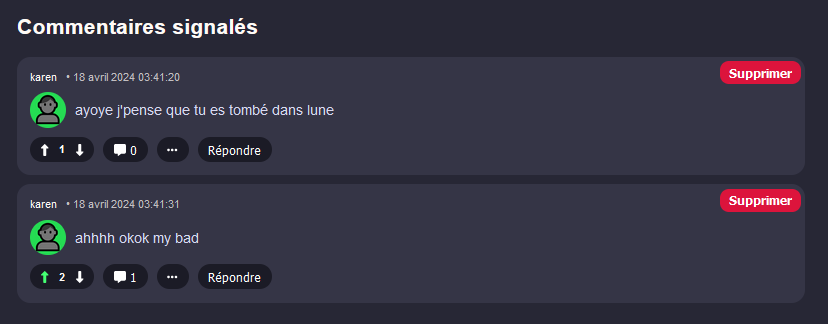 Commentaires signalés
karen • 18 avril 2024 03:41:20
Supprimer
ayoye j'pense que tu es tombé dans lune
1 0 ••• Répondre
karen • 18 avril 2024 03:41:31
Supprimer
ahhhh okok my bad
2 1 ••• Répondre